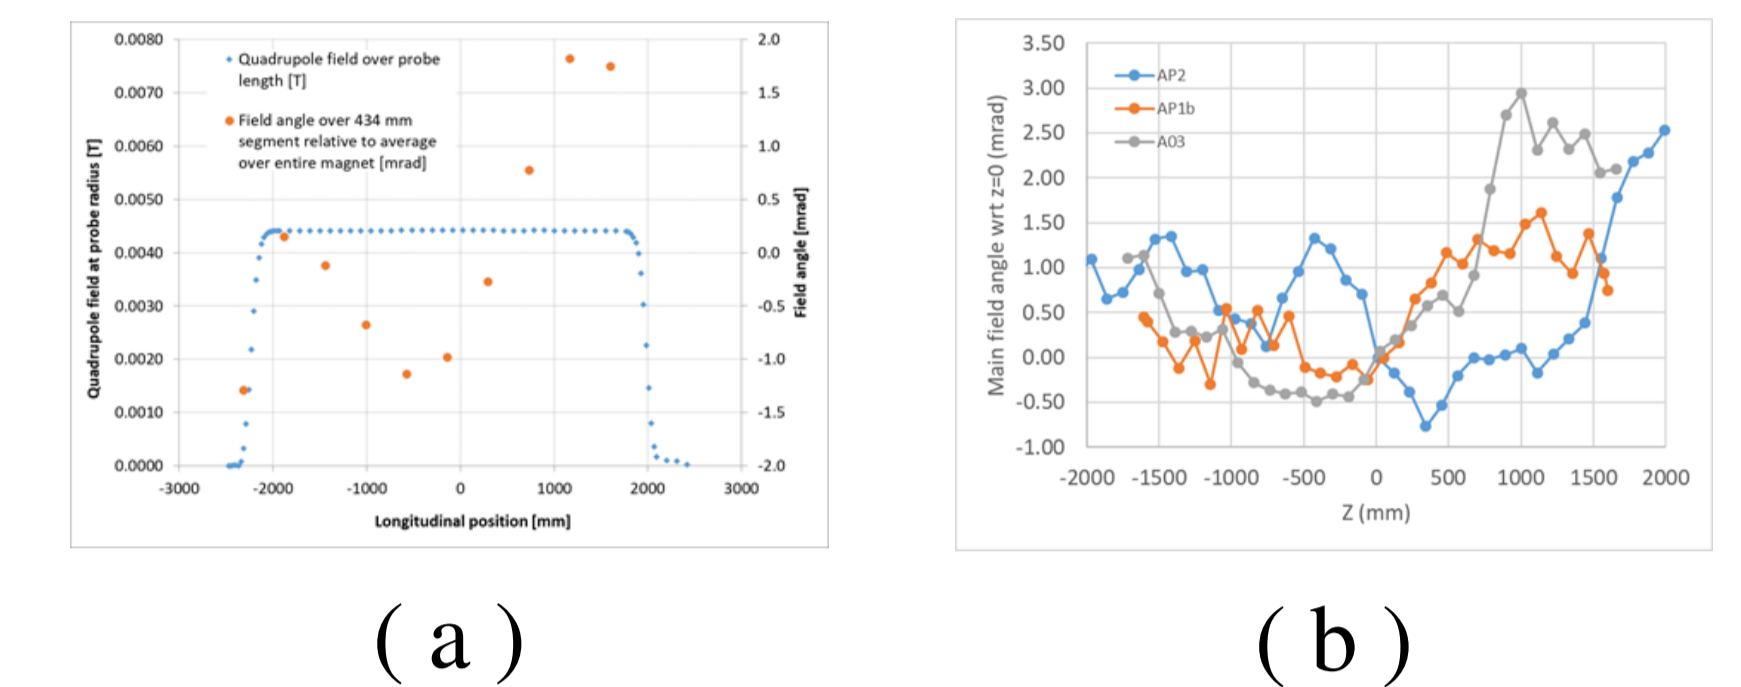 0.0080
0.0070
0.0060
0.0050
0.0040
0.0030
0.0020
0.0010
0.0000
Quadrupole field at probe radius [T]
Quadrupole field over probe
length [T]
Field angle over 434 mm
segment relative to average
over entire magnet [mrad]
2.0
1.5
1.0
0.5
0.0
-0.5
-1.0
-1.5
-2.0
Field angle [mrad]
-3000 -2000 -1000 0 1000 2000 3000
Longitudinal position [mm]
( a )
3.50
3.00
2.50
2.00
1.50
1.00
0.50
0.00
-0.50
-1.00
Main field angle wrt z=0 (mrad)
AP2
AP1b
A03
-2000 -1500 -1000 -500 0 500 1000 1500 2000
Z (mm)
( b )